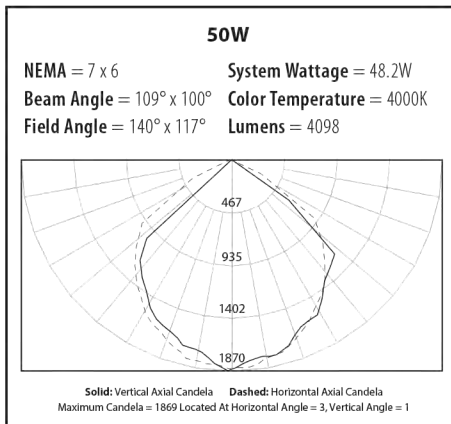 50W
NEMA = 7 x 6 System Wattage = 48.2W
Beam Angle = 109° x 100° Color Temperature = 4000K
Field Angle = 140° x 117° Lumens = 4098
467
935
1402
1870
Solid: Vertical Axial Candela Dashed: Horizontal Axial Candela
Maximum Candela = 1869 Located At Horizontal Angle = 3, Vertical Angle = 1